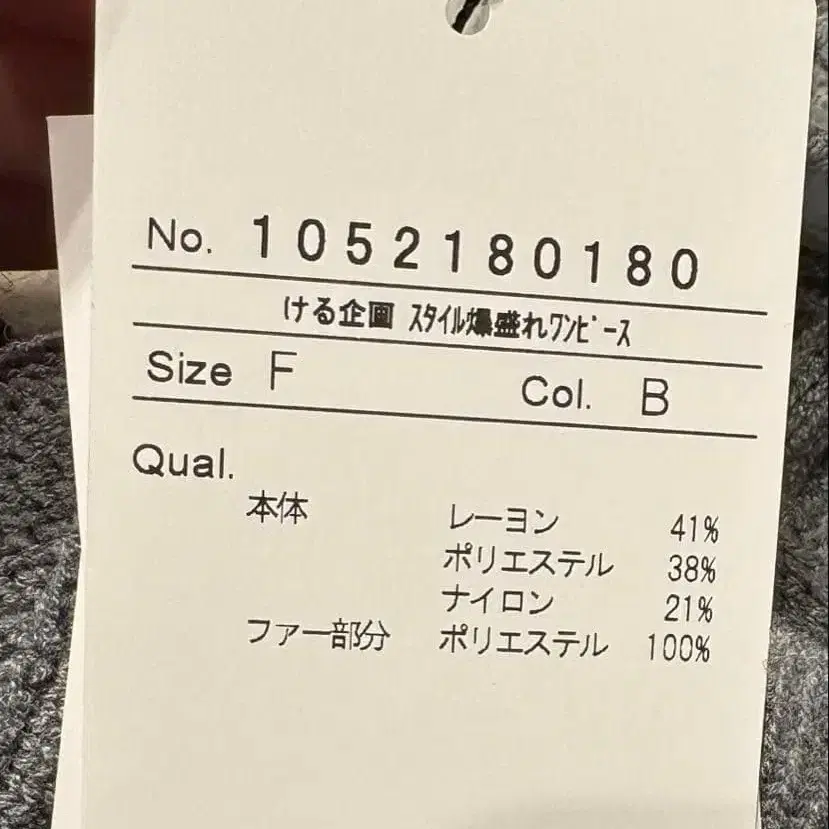 No. 1052180180
ける企画 ｽﾀｲﾙ爆盛れﾜﾝﾋﾟｰｽ
Size F Col. B
Qual.
本体 レーヨン 41%
ポリエステル 38%
ナイロン 21%
ファー部分 ポリエステル 100%